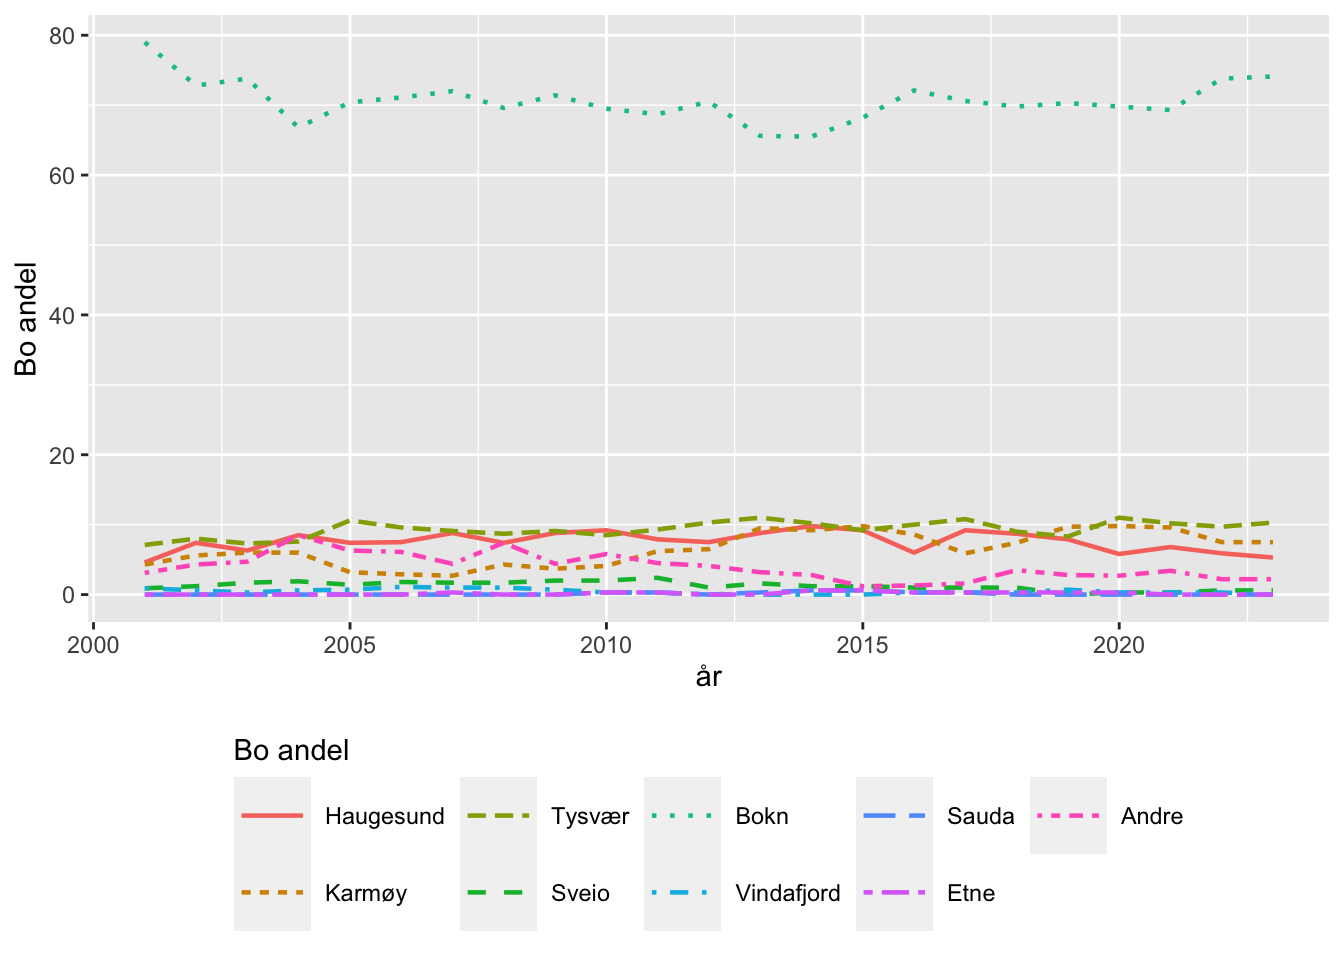 80
60
40
20
0
Bo andel
2000 2005 2010 2015 2020
år
Bo andel
Haugesund Tysvær Bokn Sauda Andre
Karmøy Sveio Vindafjord Etne